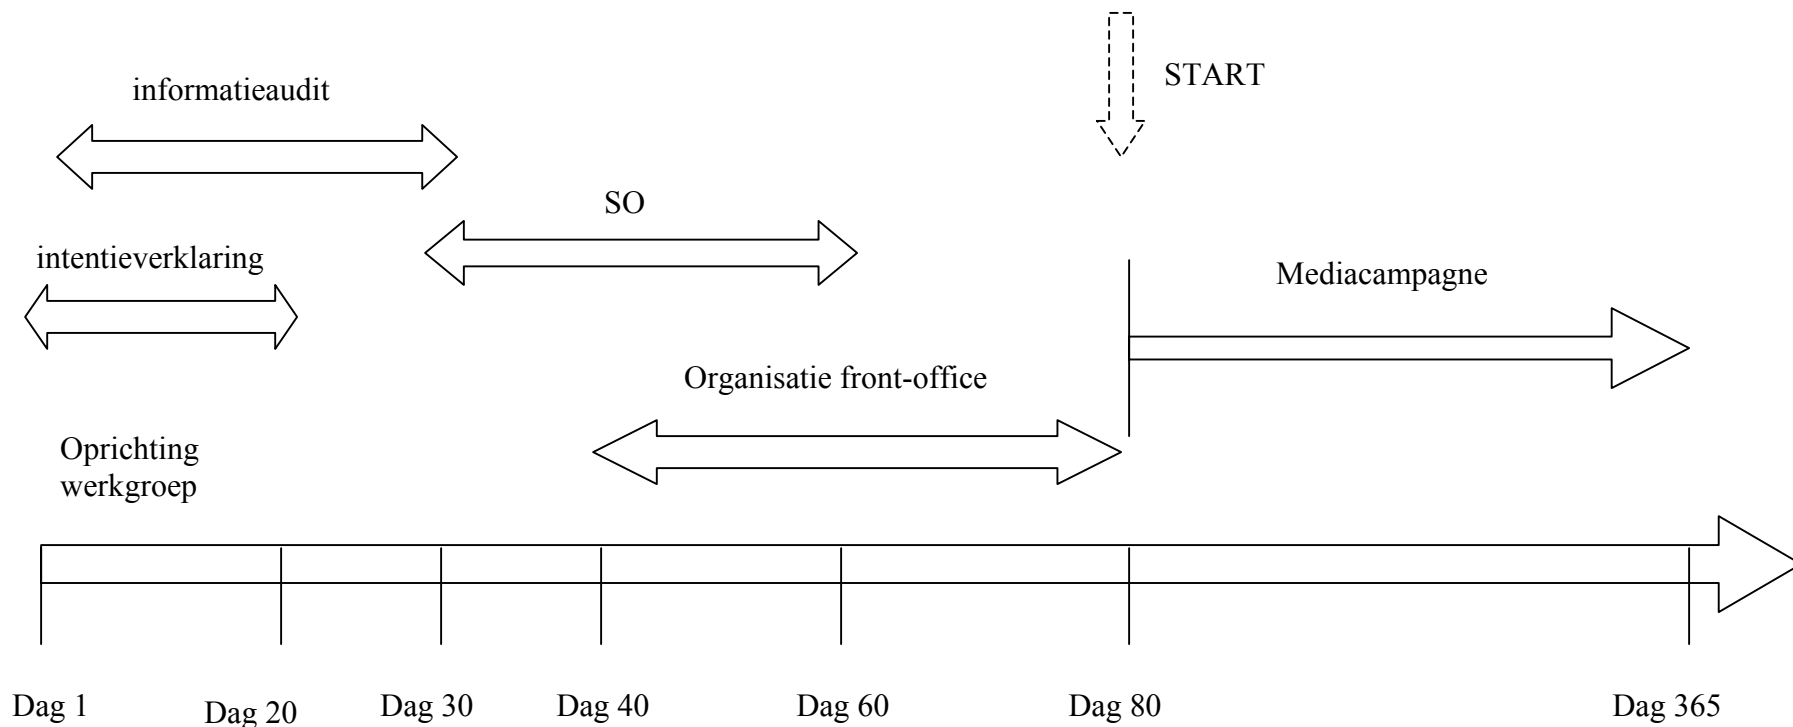 START
informatieaudit
SO
intentieverklaring
Mediacampagne
Organisatie front-office
Oprichting
werkgroep
Dag 1
Dag 20
Dag 30
Dag 40
Dag 60
Dag 80
Dag 365